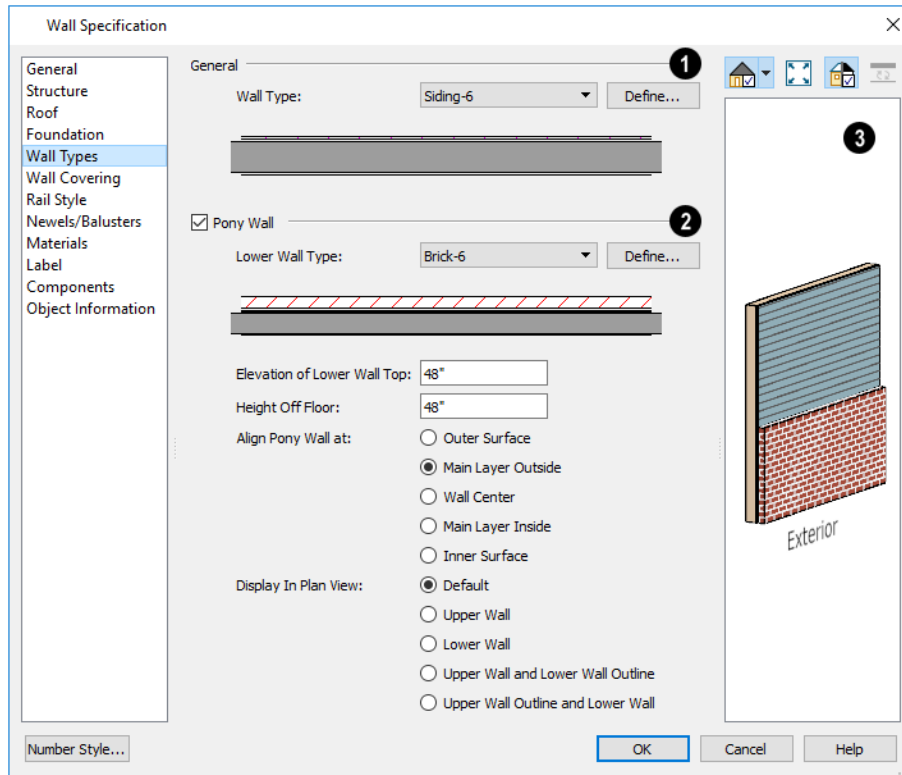 Wall Specification
General
Structure
Roof
Foundation
Wall Types
Wall Covering
Rail Style
Newels/Balusters
Materials
Label
Components
Object Information
General
1
Wall Type: Siding-6 Define...
Pony Wall
2
Lower Wall Type: Brick-6 Define...
Elevation of Lower Wall Top: 48"
Height Off Floor: 48"
Align Pony Wall at: Outer Surface
Main Layer Outside
Wall Center
Main Layer Inside
Inner Surface
Display In Plan View: Default
Upper Wall
Lower Wall
Upper Wall and Lower Wall Outline
Upper Wall Outline and Lower Wall
3
Exterior
Number Style... OK Cancel Help